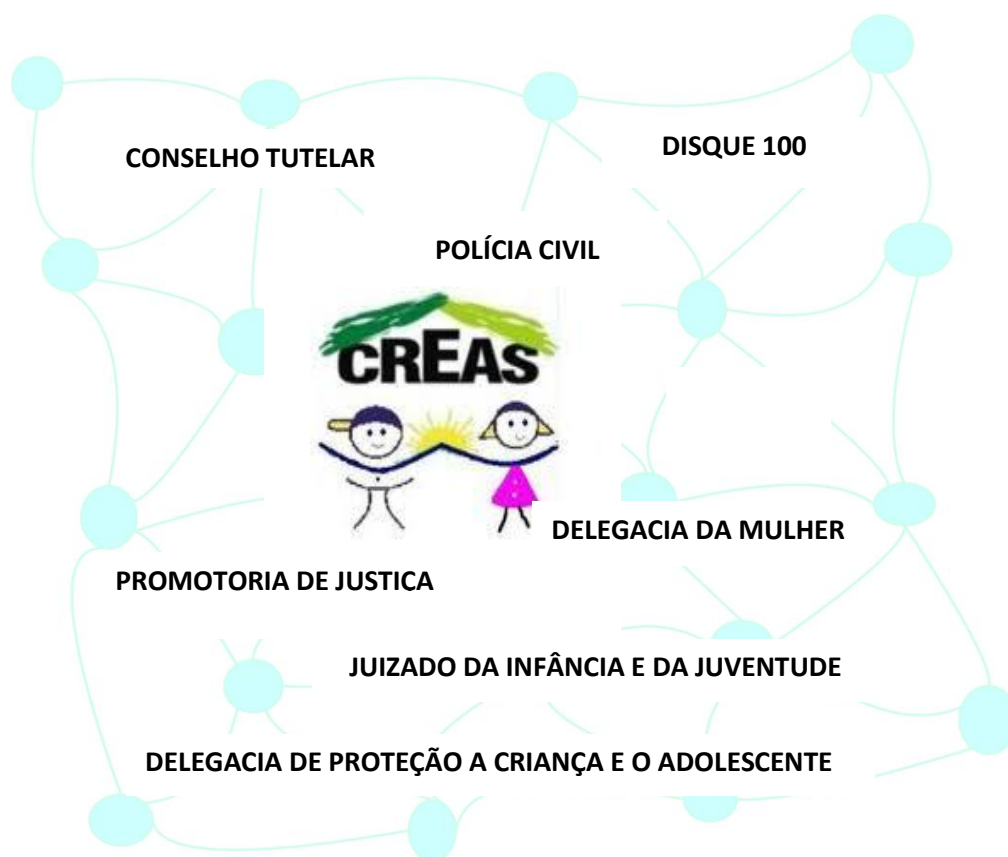 CONSELHO TUTELAR
DISQUE 100
POLÍCIA CIVIL
CREAS
DELEGACIA DA MULHER
PROMOTORIA DE JUSTICA
JUIZADO DA INFÂNCIA E DA JUVENTUDE
DELEGACIA DE PROTEÇÃO A CRIANÇA E O ADOLESCENTE